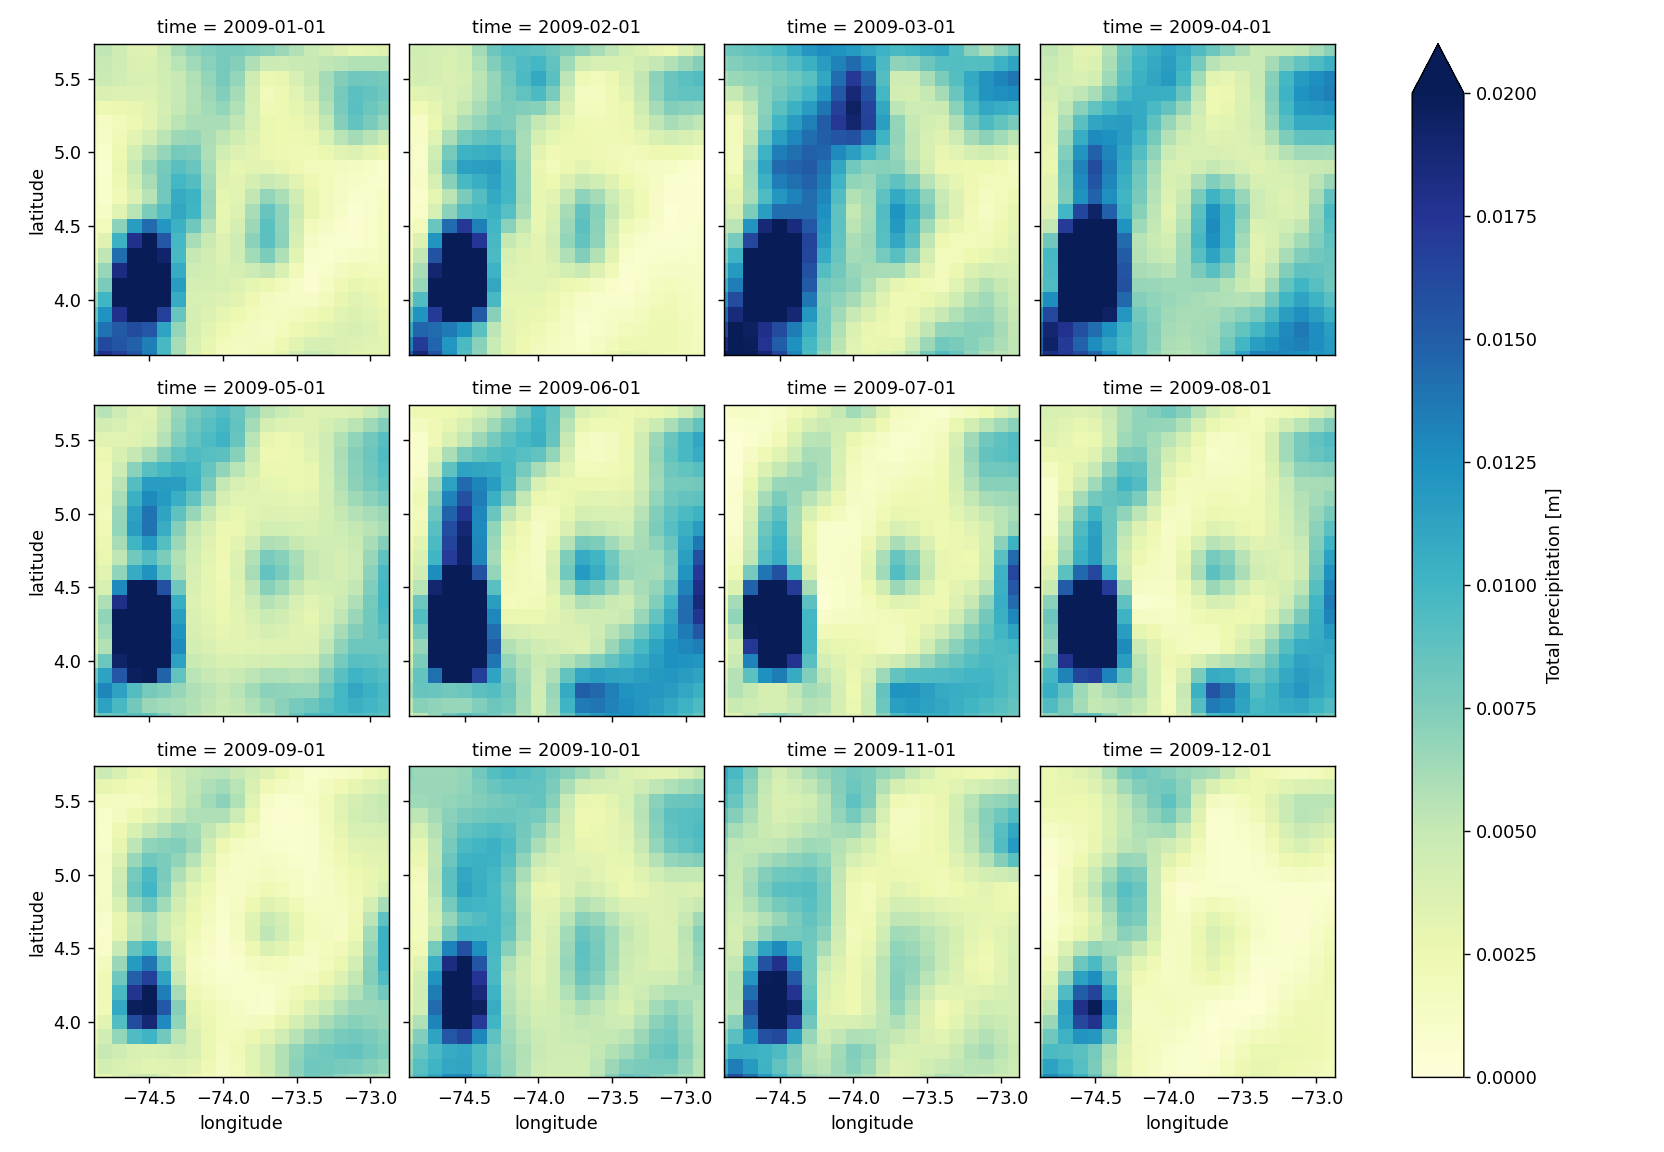 time = 2009-01-01
time = 2009-02-01
time = 2009-03-01
time = 2009-04-01
5.5
5.0
4.5
4.0
latitude
time = 2009-05-01
time = 2009-06-01
time = 2009-07-01
time = 2009-08-01
5.5
5.0
4.5
4.0
latitude
time = 2009-09-01
time = 2009-10-01
time = 2009-11-01
time = 2009-12-01
5.5
5.0
4.5
4.0
latitude
−74.5 −74.0 −73.5 −73.0
longitude
−74.5 −74.0 −73.5 −73.0
longitude
−74.5 −74.0 −73.5 −73.0
longitude
−74.5 −74.0 −73.5 −73.0
longitude
0.0200
0.0175
0.0150
0.0125
0.0100
0.0075
0.0050
0.0025
0.0000
Total precipitation [m]